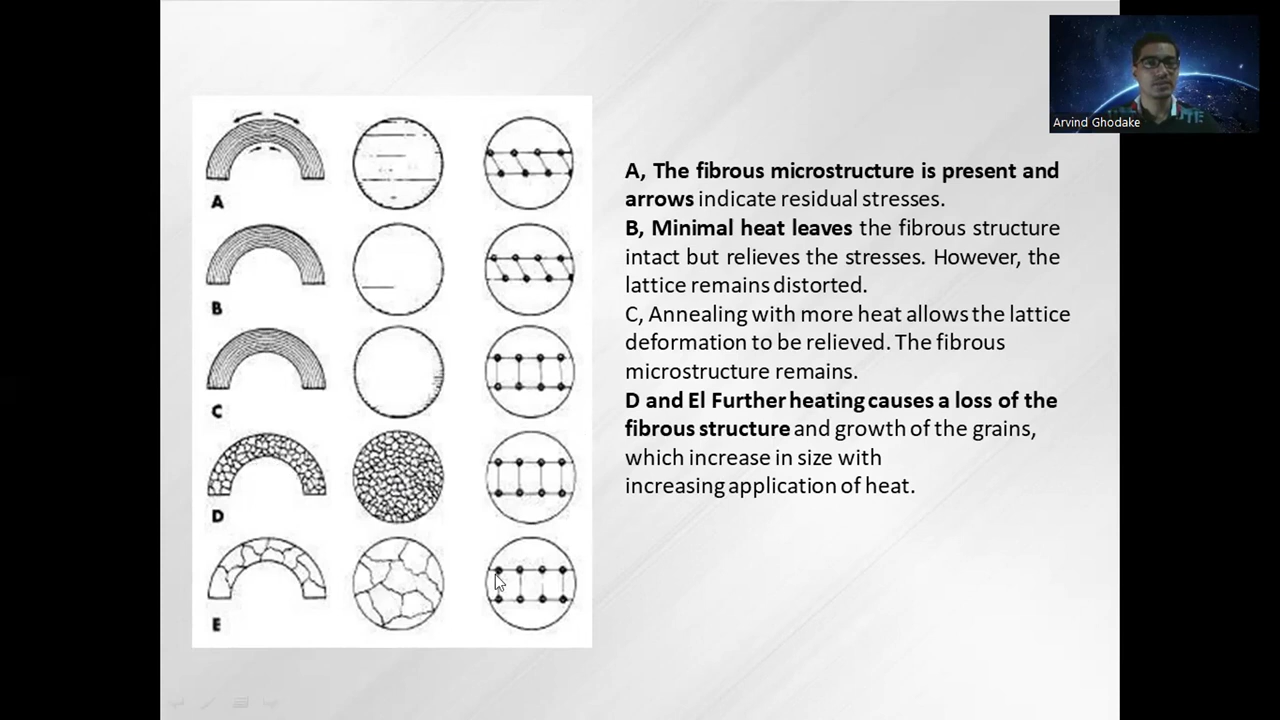 Arvind Ghodake
A
B
C
D
E
A, The fibrous microstructure is present and
arrows indicate residual stresses.
B, Minimal heat leaves the fibrous structure
intact but relieves the stresses. However, the
lattice remains distorted.
C, Annealing with more heat allows the lattice
deformation to be relieved. The fibrous
microstructure remains.
D and El Further heating causes a loss of the
fibrous structure and growth of the grains,
which increase in size with
increasing application of heat.